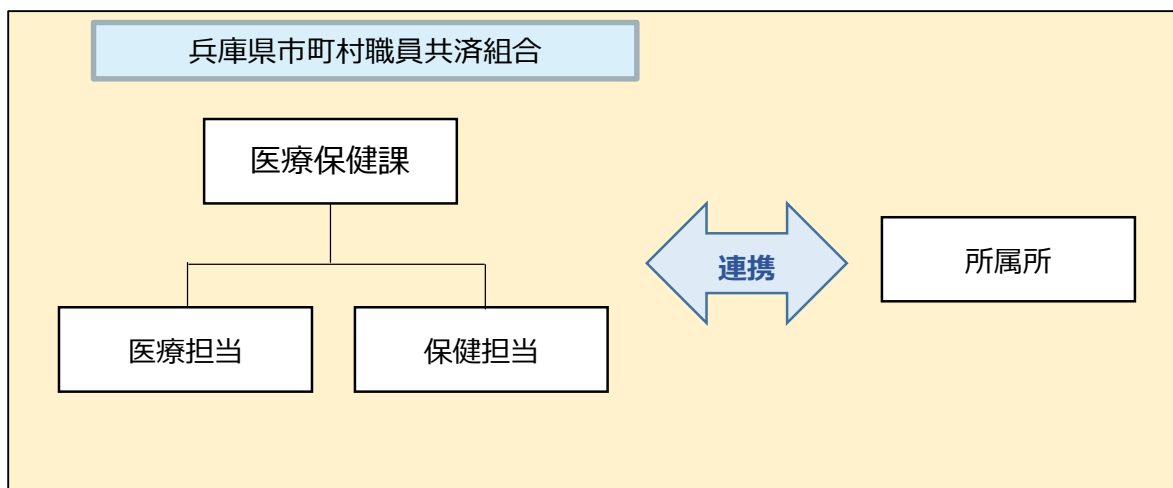 兵庫県市町村職員共済組合
医療保健課
連携
所属所
医療担当
保健担当